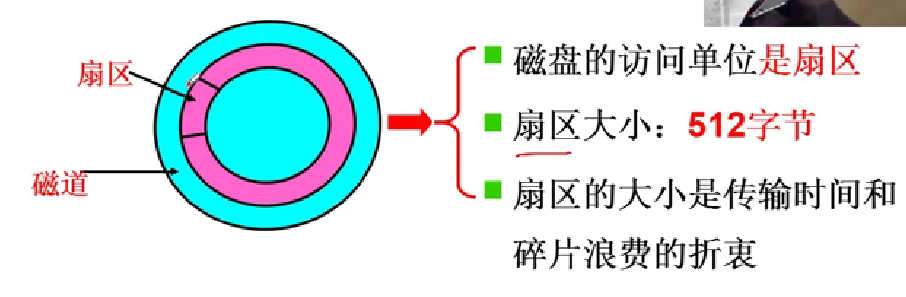 扇区
磁道
磁盘的访问单位是扇区
扇区大小：512字节
扇区的大小是传输时间和
碎片浪费的折衷